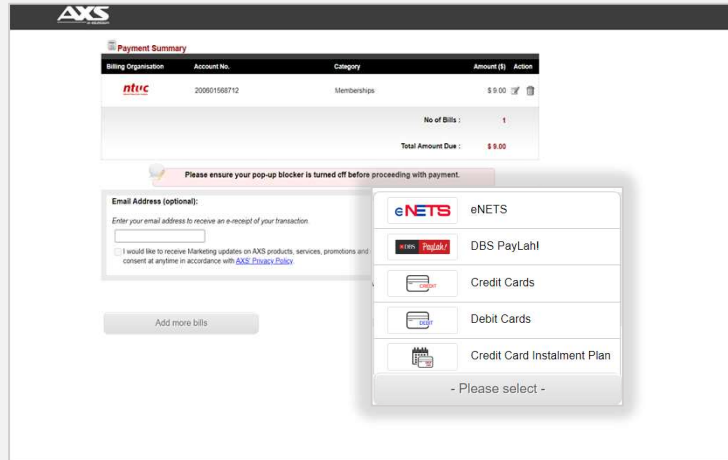 AXS
e-station
Payment Summary
Billing Organisation Account No. Category Amount ($) Action
ntuc 200601568712 Memberships $ 9.00
No of Bills : 1
Total Amount Due : $ 9.00
Please ensure your pop-up blocker is turned off before proceeding with payment.
Email Address (optional):
Enter your email address to receive an e-receipt of your transaction.
I would like to receive Marketing updates on AXS products, services, promotions and
consent at anytime in accordance with AXS' Privacy Policy.
Add more bills
eNETS eNETS
DBS PayLah! DBS PayLah!
CREDIT Credit Cards
DEBIT Debit Cards
Credit Card Instalment Plan
- Please select -